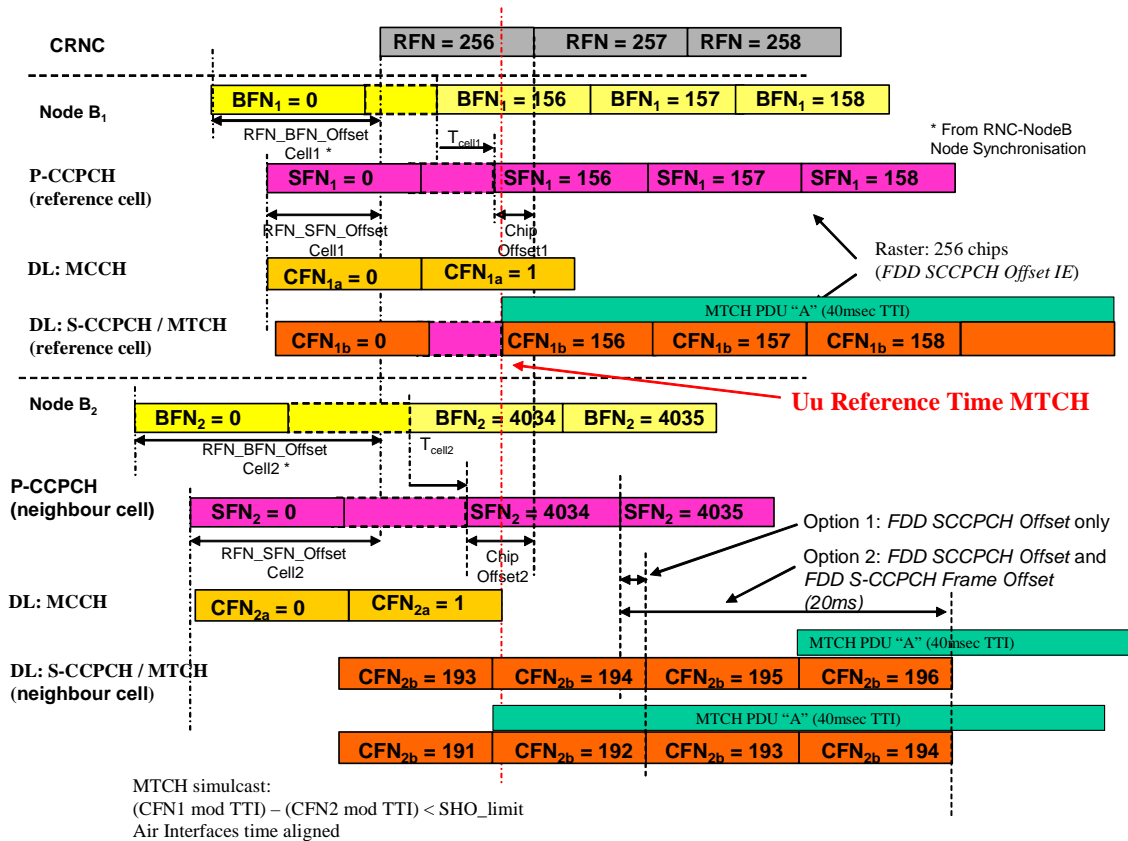 CRNC
RFN = 256
RFN = 257
RFN = 258
Node B1
BFN1 = 0
BFN1 = 156
BFN1 = 157
BFN1 = 158
RFN_BFN_Offset
Cell1 *
Tcell1
* From RNC-NodeB
Node Synchronisation
P-CCPCH
(reference cell)
SFN1 = 0
SFN1 = 156
SFN1 = 157
SFN1 = 158
RFN_SFN_Offset
Cell1
Chip
Offset1
Raster: 256 chips
(FDD SCCPCH Offset IE)
DL: MCCH
CFN1a = 0
CFN1a = 1
MTCH PDU “A” (40msec TTI)
DL: S-CCPCH / MTCH
(reference cell)
CFN1b = 0
CFN1b = 156
CFN1b = 157
CFN1b = 158
Uu Reference Time MTCH
Node B2
BFN2 = 0
BFN2 = 4034
BFN2 = 4035
RFN_BFN_Offset
Cell2 *
Tcell2
P-CCPCH
(neighbour cell)
SFN2 = 0
SFN2 = 4034
SFN2 = 4035
RFN_SFN_Offset
Cell2
Chip
Offset2
Option 1: FDD SCCPCH Offset only
Option 2: FDD SCCPCH Offset and
FDD S-CCPCH Frame Offset
(20ms)
DL: MCCH
CFN2a = 0
CFN2a = 1
MTCH PDU “A” (40msec TTI)
DL: S-CCPCH / MTCH
(neighbour cell)
CFN2b = 193
CFN2b = 194
CFN2b = 195
CFN2b = 196
MTCH PDU “A” (40msec TTI)
CFN2b = 191
CFN2b = 192
CFN2b = 193
CFN2b = 194
MTCH simulcast:
(CFN1 mod TTI) – (CFN2 mod TTI) < SHO_limit
Air Interfaces time aligned